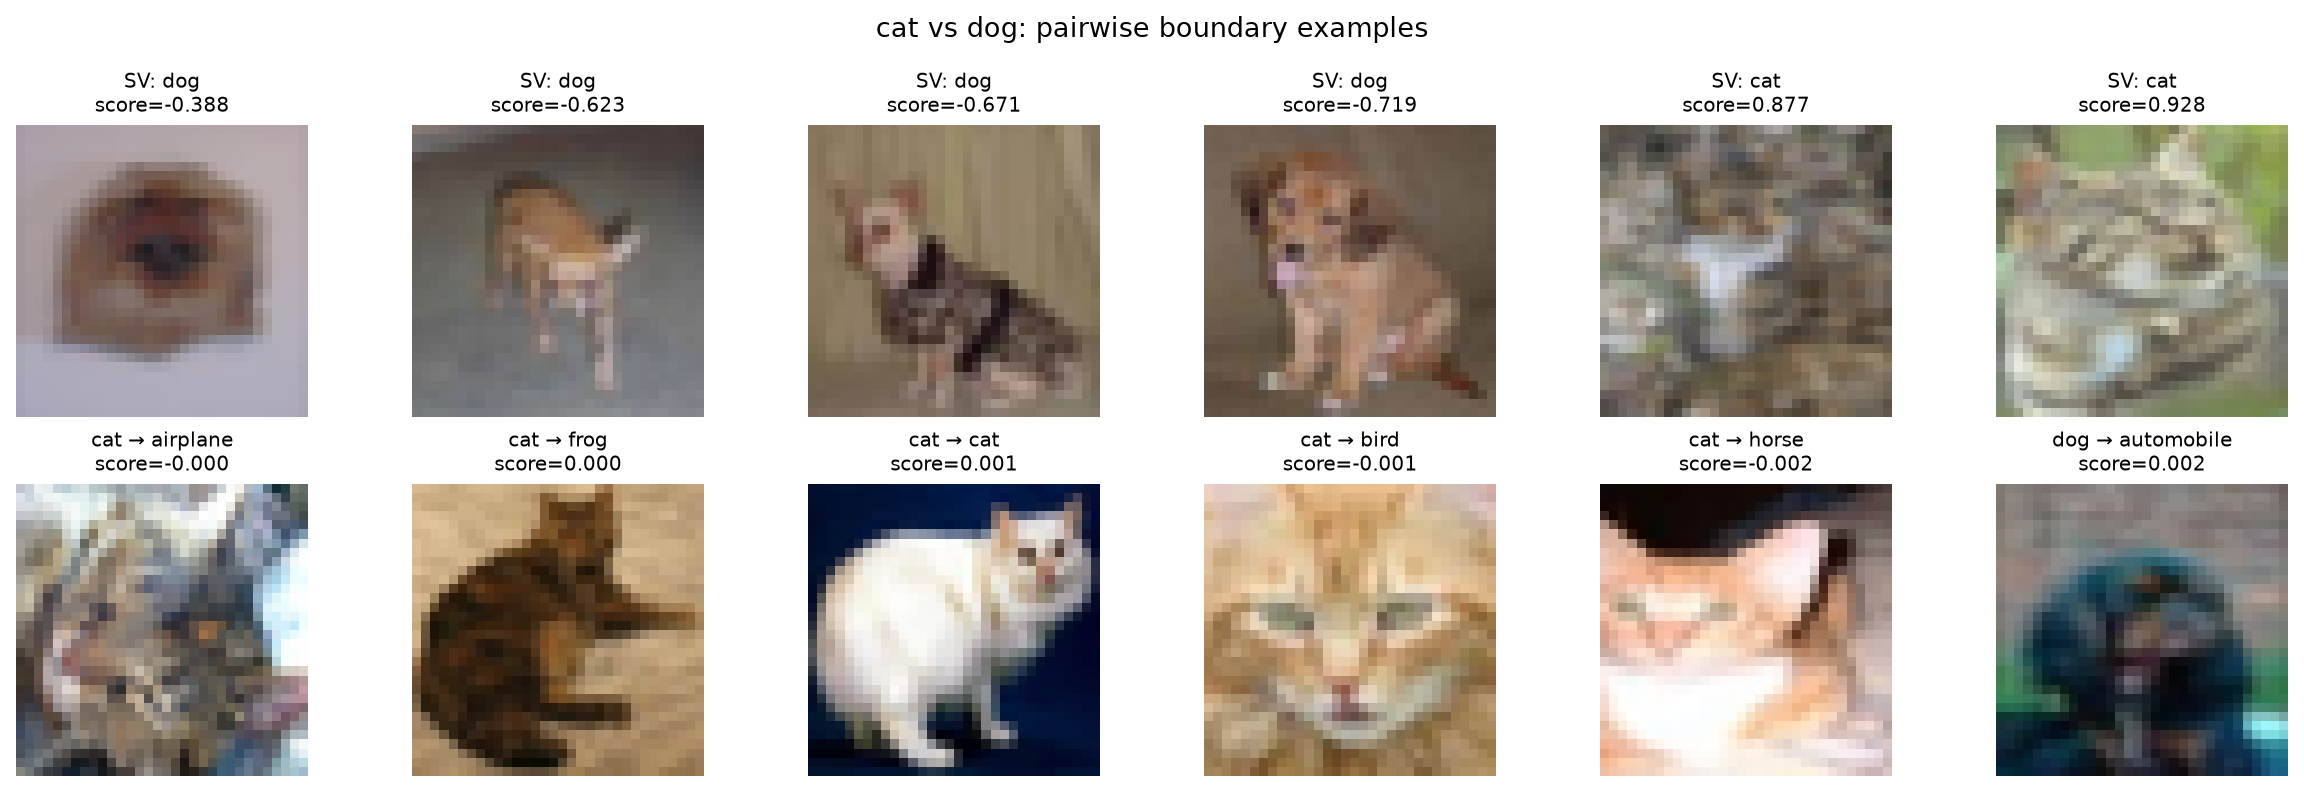 cat vs dog: pairwise boundary examples
SV: dog
score=-0.388
SV: dog
score=-0.623
SV: dog
score=-0.671
SV: dog
score=-0.719
SV: cat
score=0.877
SV: cat
score=0.928
cat → airplane
score=-0.000
cat → frog
score=0.000
cat → cat
score=0.001
cat → bird
score=-0.001
cat → horse
score=-0.002
dog → automobile
score=0.002